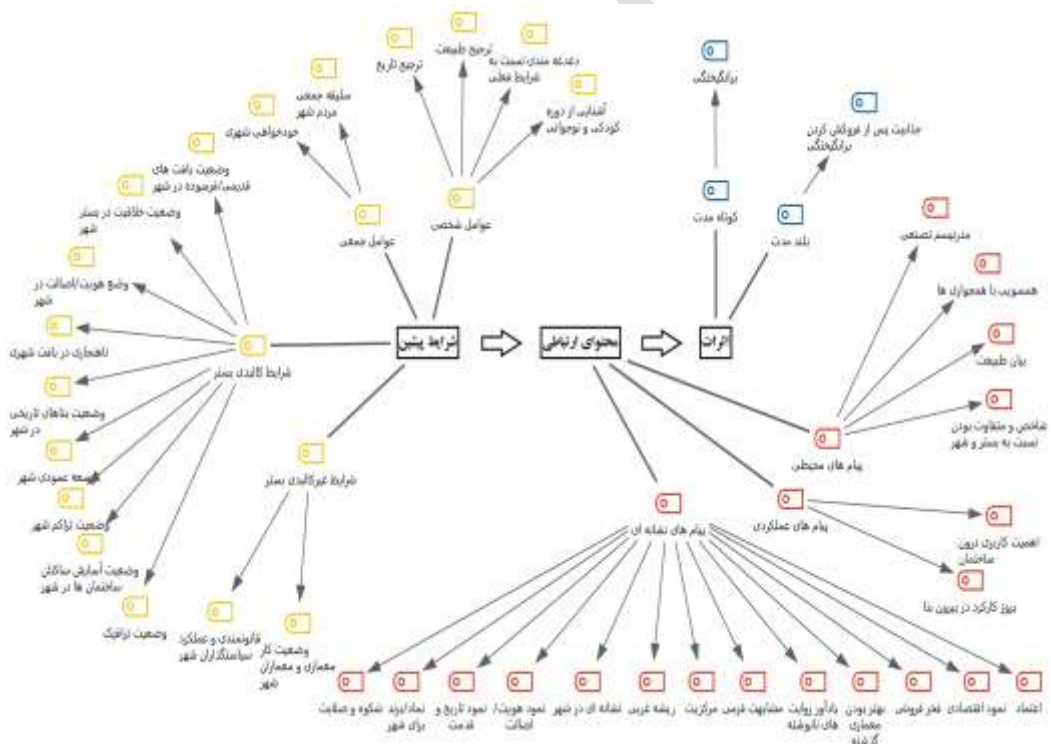 برانگیختگی
جذابیت پس از فروکش کردن
برانگیختگی
کوتاه مدت
بلند مدت
ترجیح تاریخ
ترجیح طبیعت
دغدغه مندی نسبت به
شرایط فعلی
آشنایی از دوره
کودکی و نوجوانی
سلیقه جمعی
مردم شهر
خودخواهی شهری
عوامل شخصی
عوامل جمعی
وضعیت بافت های
قدیمی/فرسوده در شهر
وضعیت خلاقیت در بستر
شهر
وضع هویت/اصالت در
شهر
ناهنجاری در بافت شهری
وضعیت بناهای تاریخی
در شهر
توسعه عمودی شهر
وضعیت تراکم شهر
وضعیت آسایش ساکنان
ساختمان ها در شهر
وضعیت ترافیک
شرایط کالبدی بستر
شرایط غیرکالبدی بستر
قانونمندی و عملکرد
سیاستگذاران شهر
وضعیت کار
معماری و معماران
شهر
شرایط پیشین
محتوای ارتباطی
اثرات
مدرنیسم تصنعی
همسویی با همجواری ها
بیان طبیعت
شاخص و متفاوت بودن
نسبت به بستر و شهر
پیام های محیطی
پیام های عملکردی
اهمیت کاربری درون
ساختمان
بروز کارکرد در بیرون بنا
پیام های نشانه ای
اعتماد
نمود اقتصادی
فخر فروشی
بهتر بودن
معماری
گذشته
یادآور روایت
های نانوشته
مشابهت فرمی
مرکزیت
ریشه غربی
نشانه ای در شهر
نمود هویت/
اصالت
نمود تاریخ و
قدمت
نماد/برند
برای شهر
شکوه و صلابت